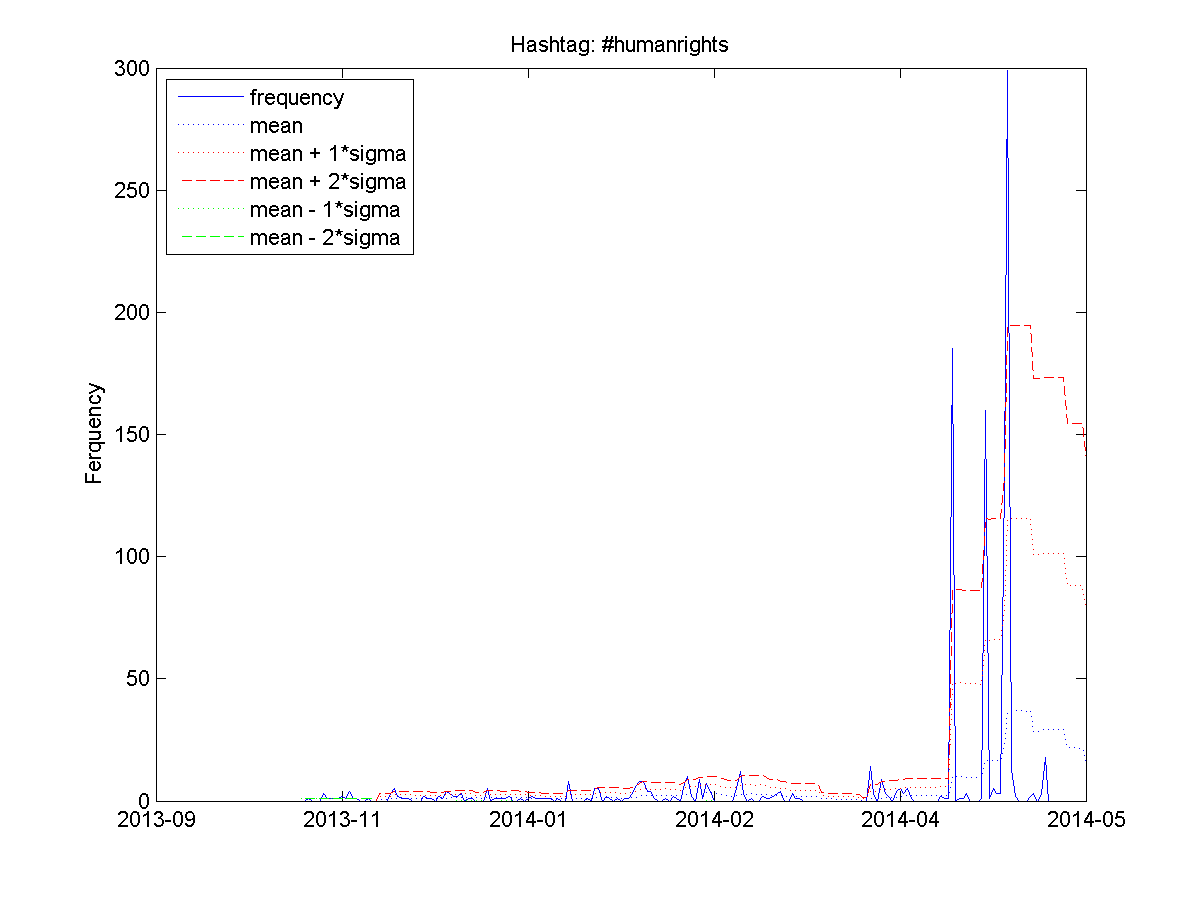 Hashtag: #humanrights
300
250
200
150
100
50
0
Ferquency
frequency
mean
mean + 1*sigma
mean + 2*sigma
mean - 1*sigma
mean - 2*sigma
2013-09 2013-11 2014-01 2014-02 2014-04 2014-05